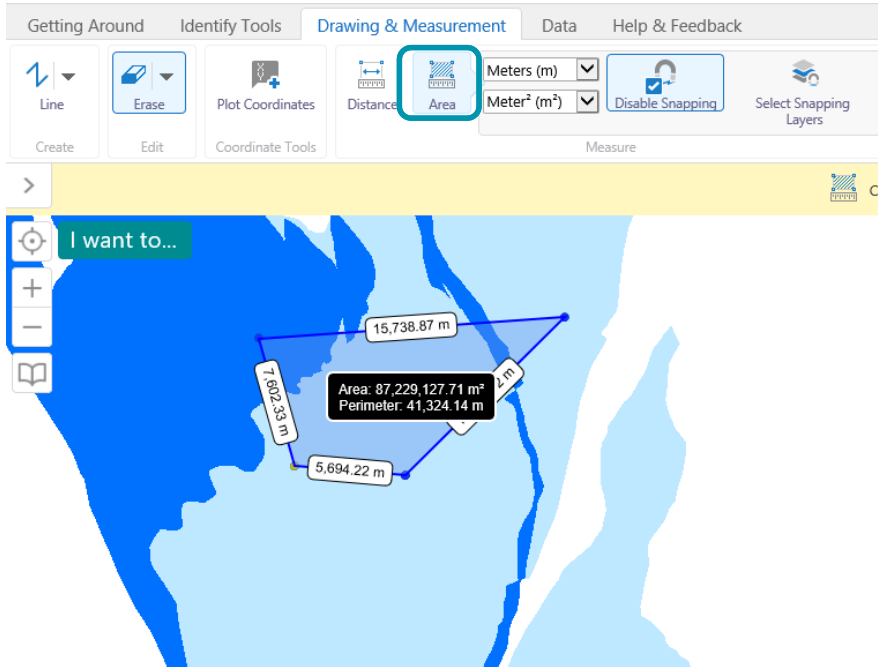 Getting Around Identify Tools Drawing & Measurement Data Help & Feedback
Line
Erase
Plot Coordinates
Distance
Area
Meters (m)
Meter² (m²)
Disable Snapping
Select Snapping
Layers
Create
Edit
Coordinate Tools
Measure
I want to...
15,738.87 m
7,602.33 m
Area: 87,229,127.71 m²
Perimeter: 41,324.14 m
2 m
5,694.22 m